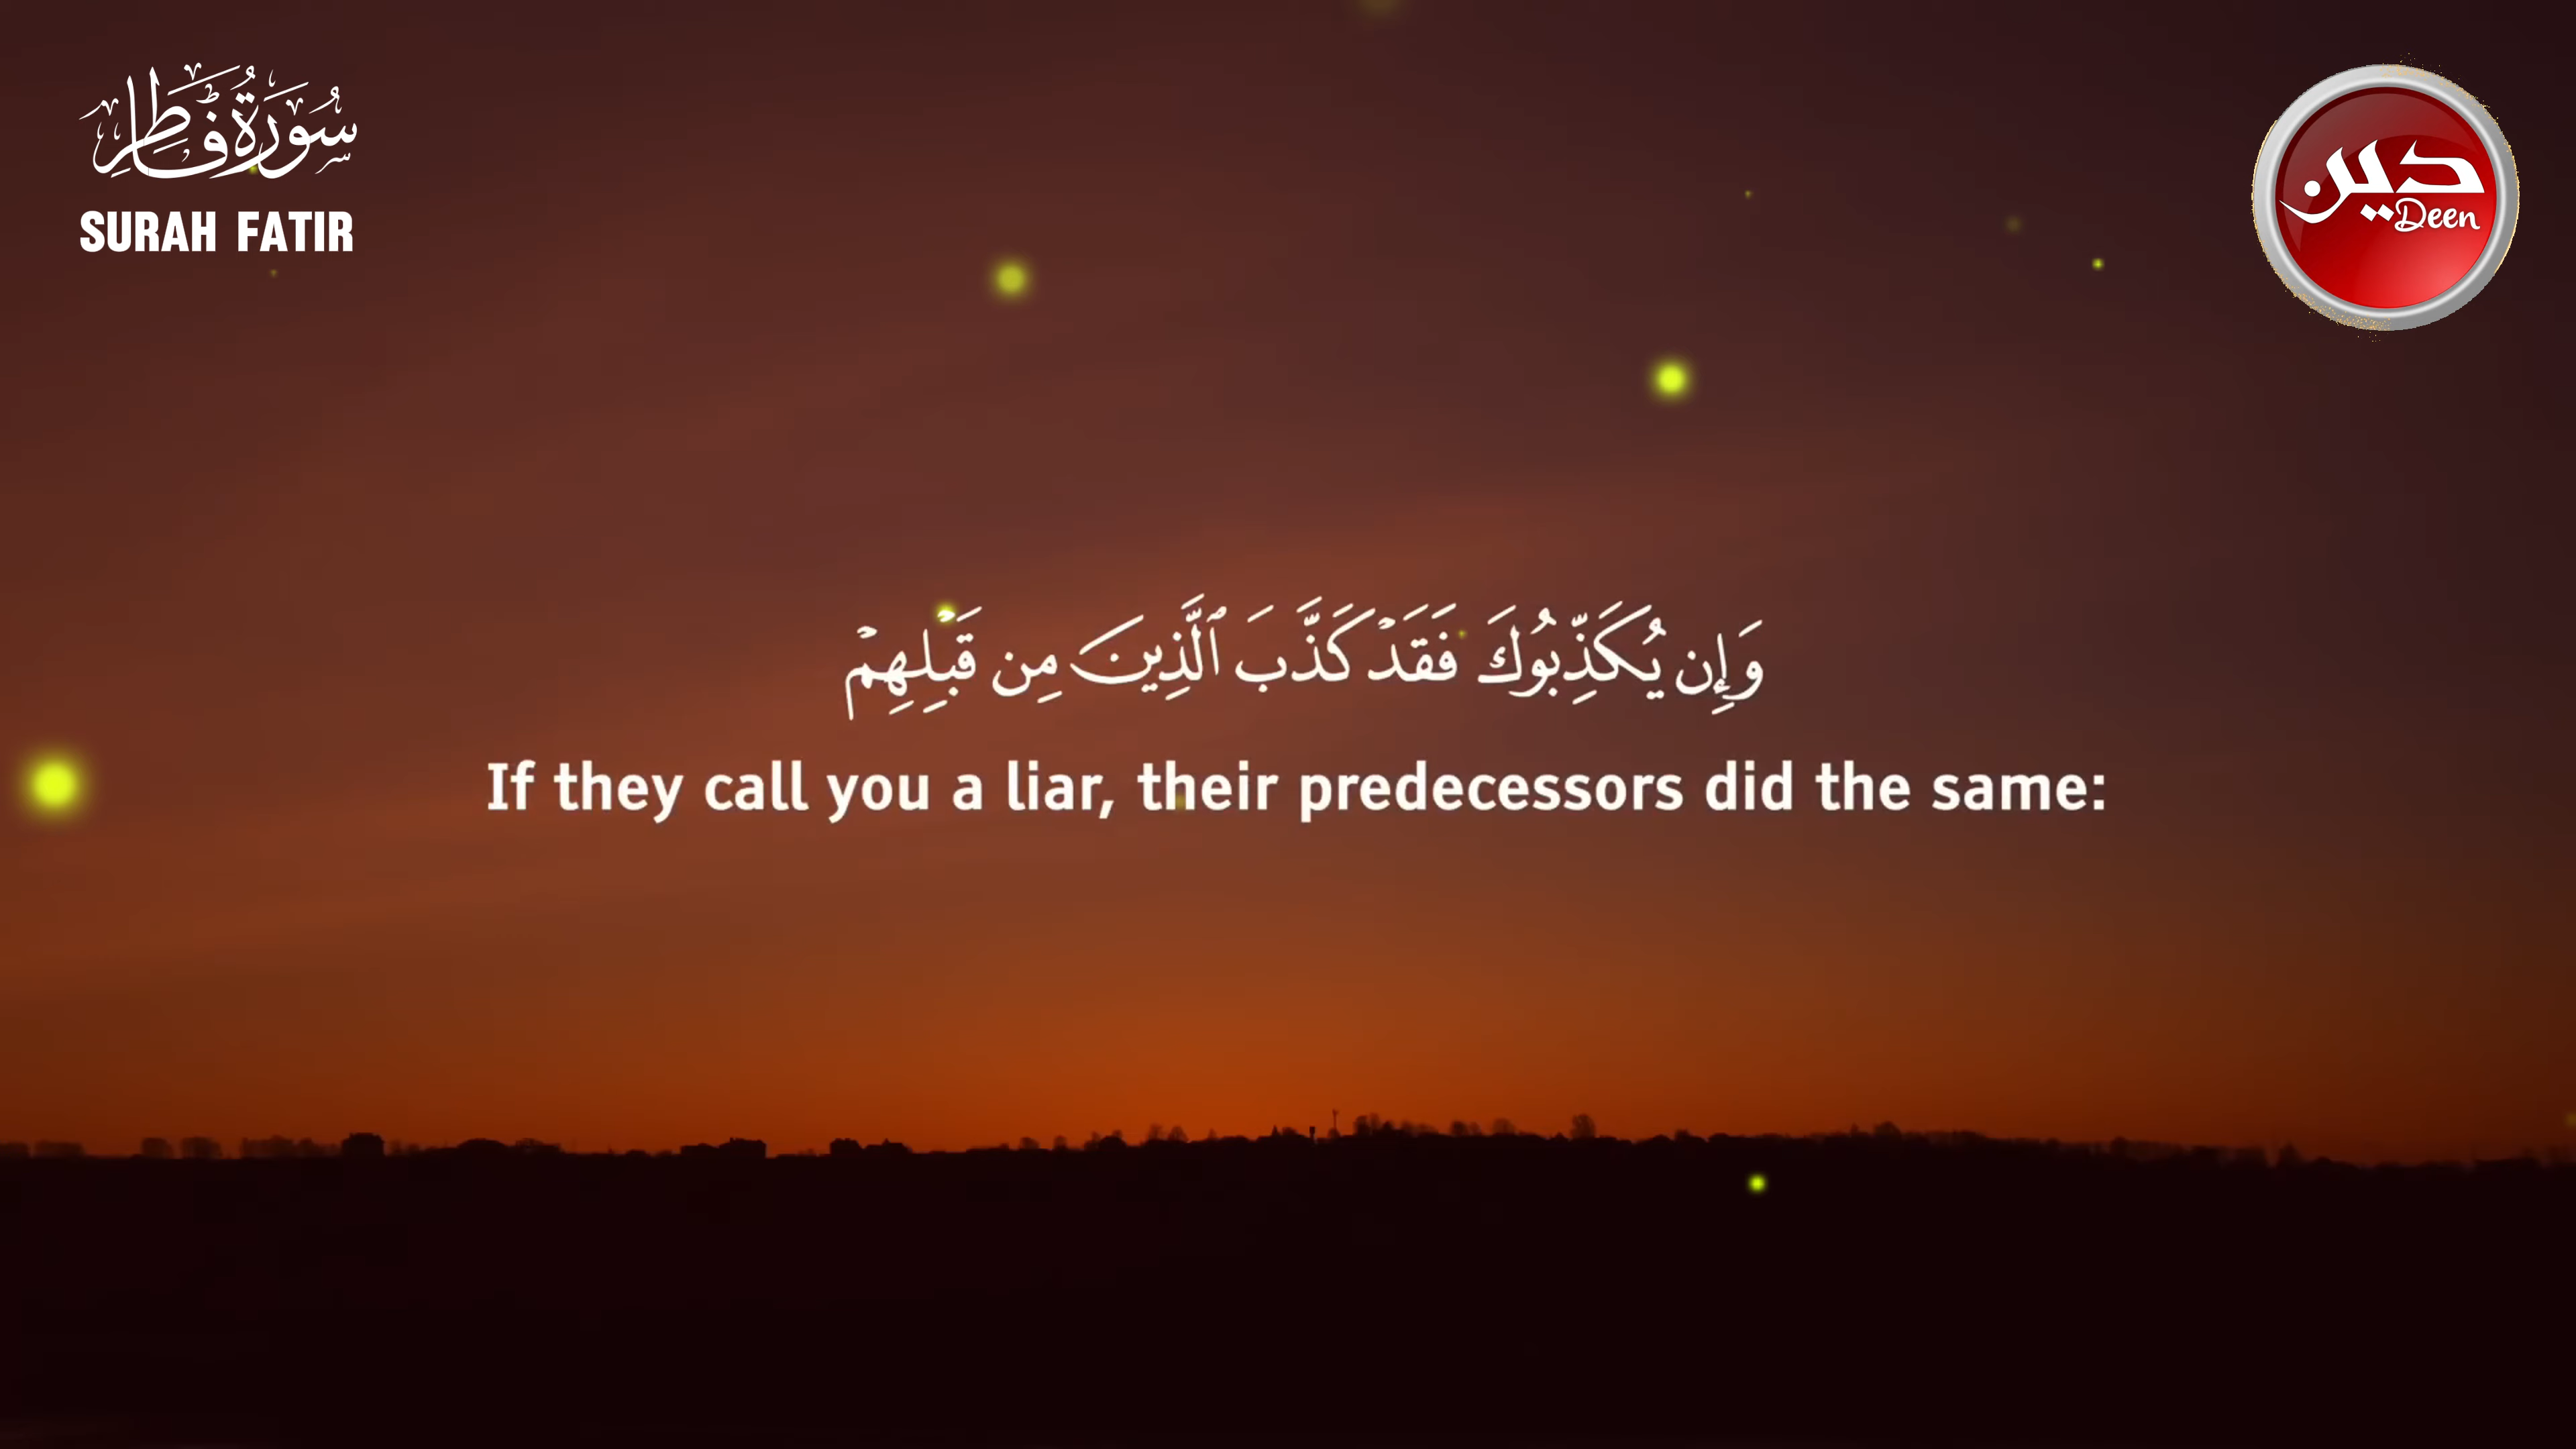 سُورَةُ فَاطِرٍ
SURAH FATIR
دين
Deen
وَإِن يُكَذِّبُوكَ فَقَدْ كَذَّبَ ٱلَّذِينَ مِن قَبْلِهِمْ
If they call you a liar, their predecessors did the same: